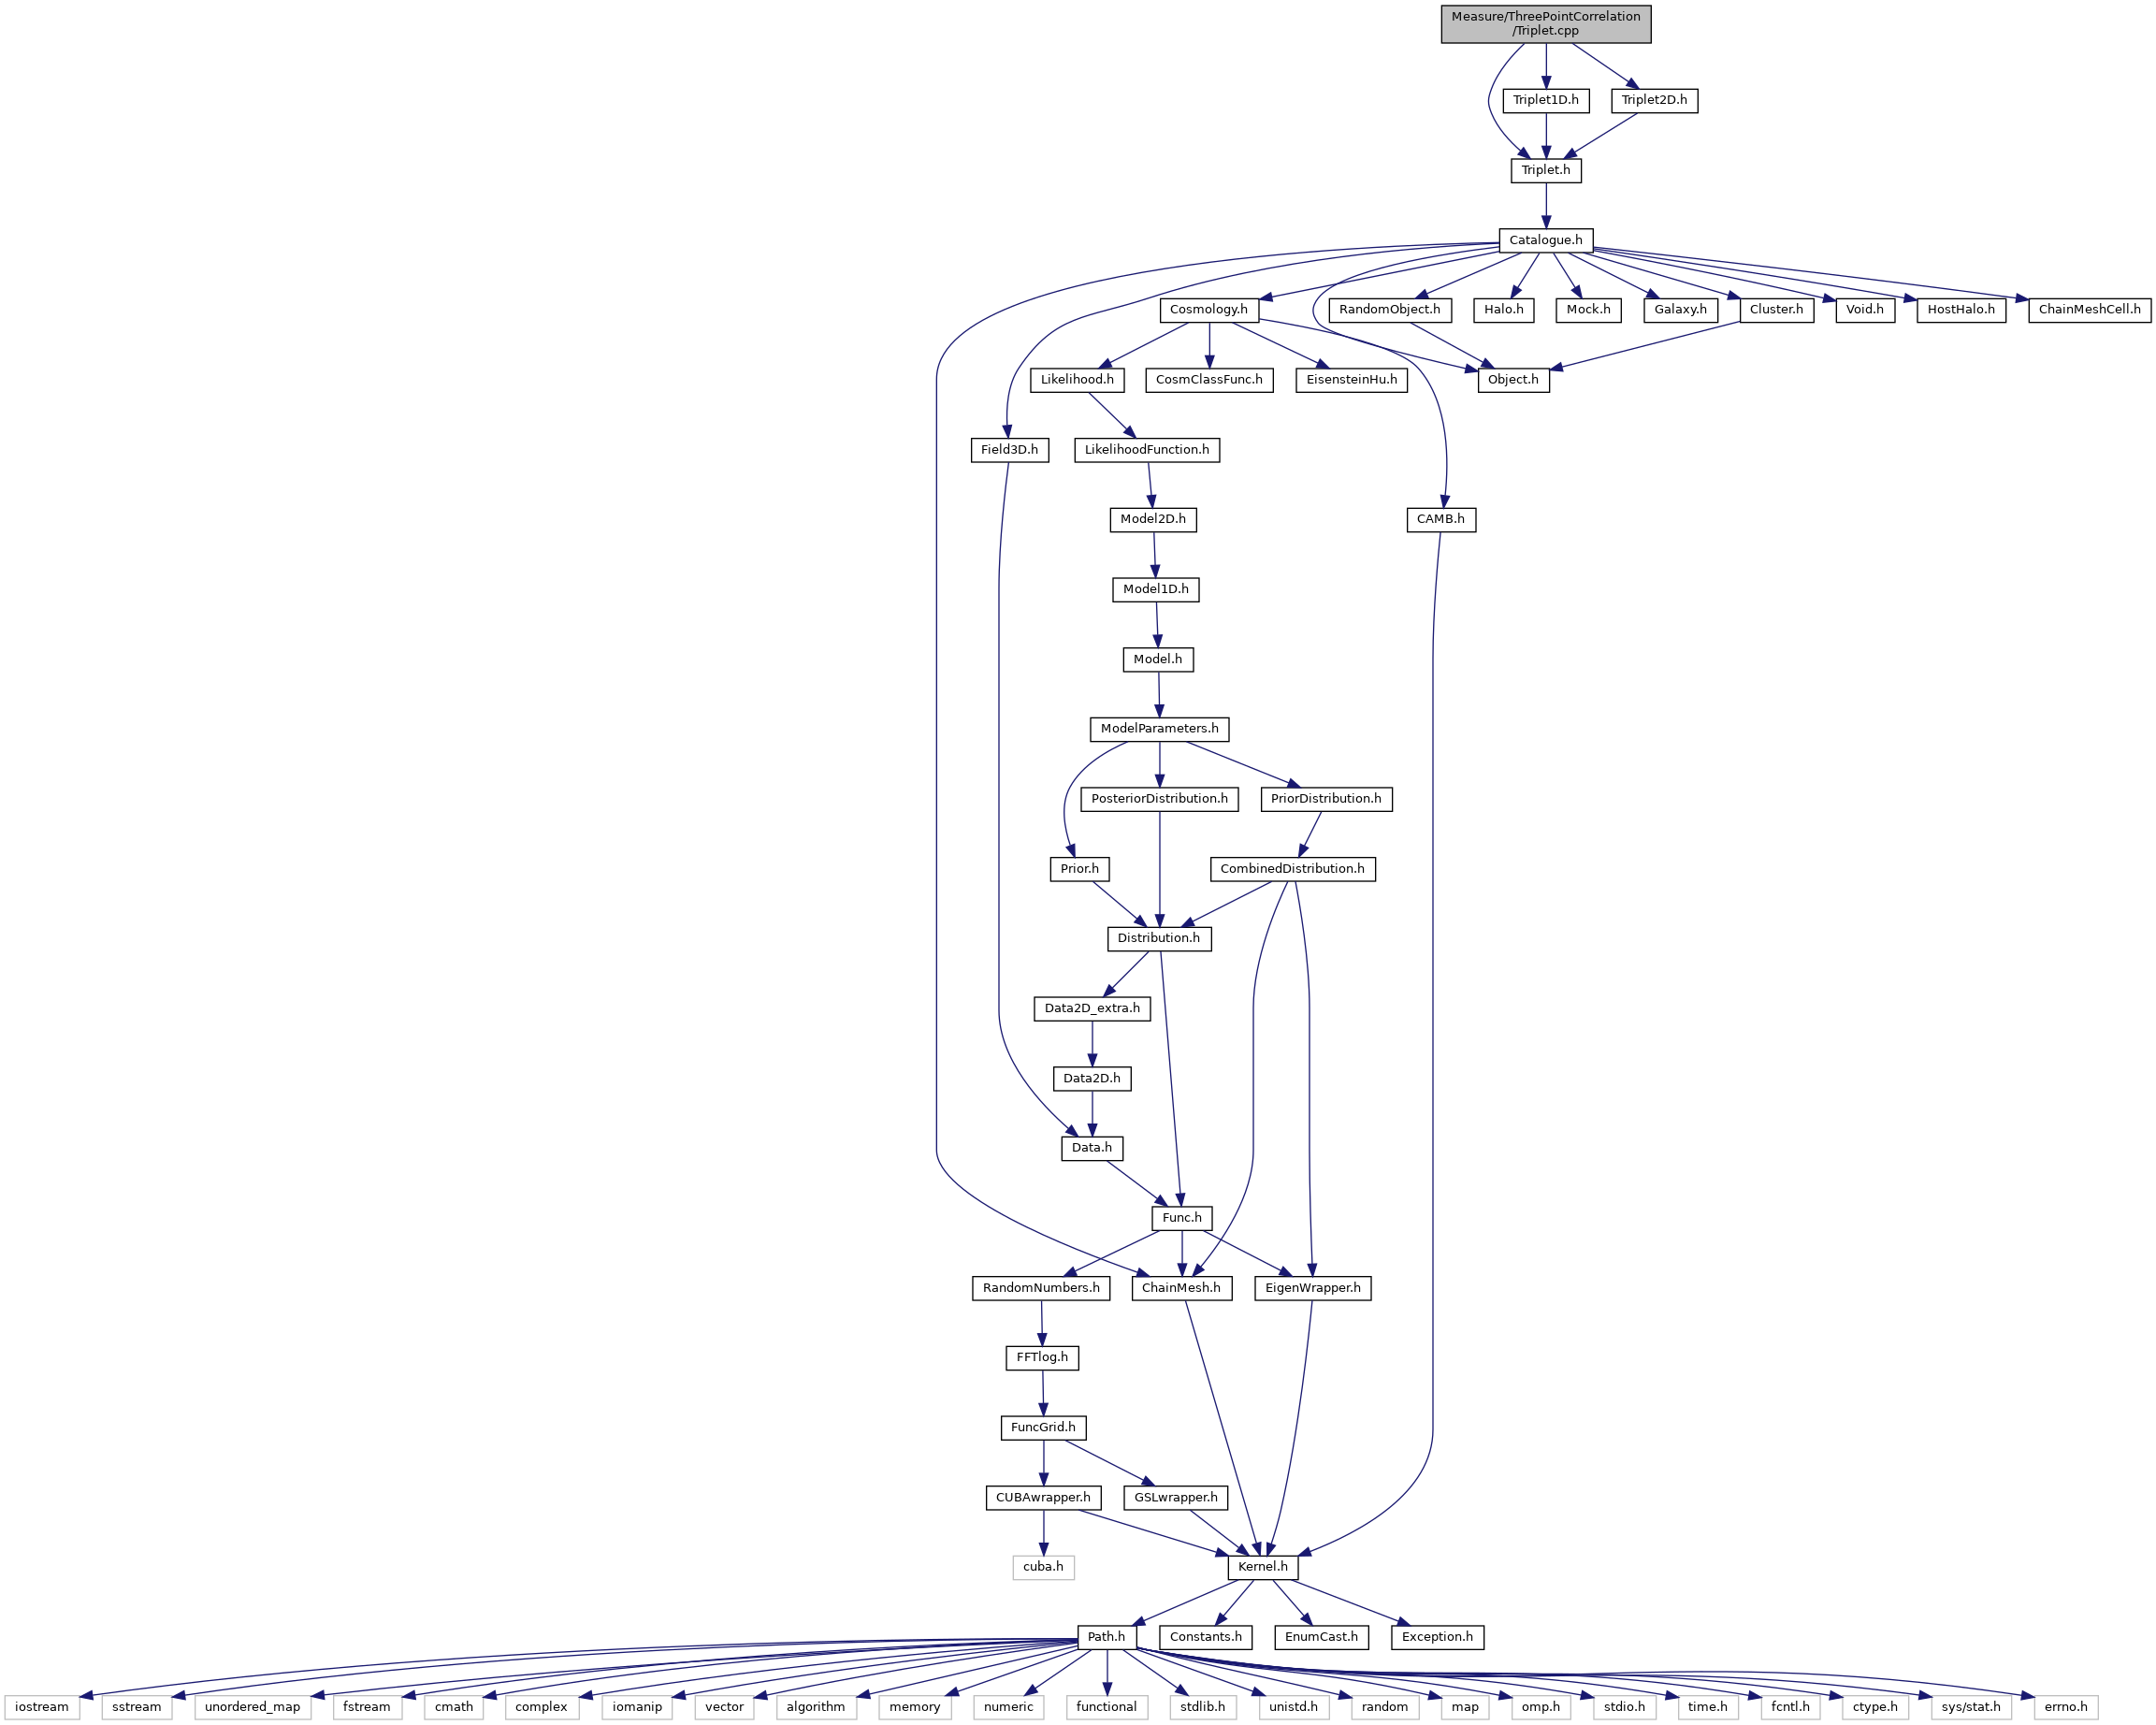 Measure/ThreePointCorrelation
/Triplet.cpp
Triplet1D.h
Triplet2D.h
Triplet.h
Catalogue.h
Cosmology.h
RandomObject.h
Halo.h
Mock.h
Galaxy.h
Cluster.h
Void.h
HostHalo.h
ChainMeshCell.h
Likelihood.h
CosmClassFunc.h
EisensteinHu.h
Object.h
Field3D.h
LikelihoodFunction.h
Model2D.h
CAMB.h
Model1D.h
Model.h
ModelParameters.h
PosteriorDistribution.h
PriorDistribution.h
Prior.h
CombinedDistribution.h
Distribution.h
Data2D_extra.h
Data2D.h
Data.h
Func.h
RandomNumbers.h
ChainMesh.h
EigenWrapper.h
FFTlog.h
FuncGrid.h
CUBAwrapper.h
GSLwrapper.h
cuba.h
Kernel.h
Path.h
Constants.h
EnumCast.h
Exception.h
iostream
sstream
unordered_map
fstream
cmath
complex
iomanip
vector
algorithm
memory
numeric
functional
stdlib.h
unistd.h
random
map
omp.h
stdio.h
time.h
fcntl.h
ctype.h
sys/stat.h
errno.h